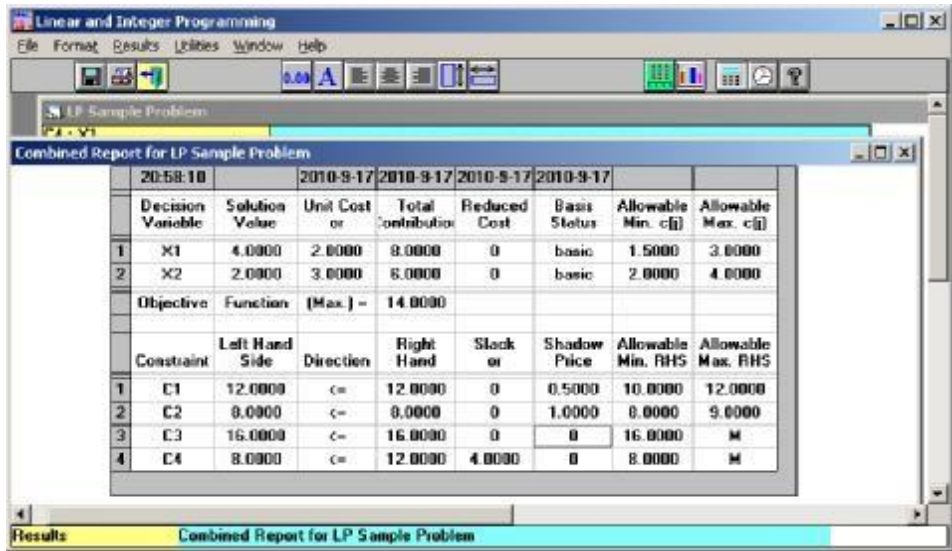 Linear and Integer Programming
File Format Results Utilities Window Help
0.00 A
LP Sample Problem
C4 : X1
Combined Report for LP Sample Problem
20:58:10 2010-9-17 2010-9-17 2010-9-17 2010-9-17
Decision Variable Solution Value Unit Cost or Total Contribution Reduced Cost Basis Status Allowable Min. c[j] Allowable Max. c[j]
1 X1 4.0000 2.0000 8.0000 0 basic 1.5000 3.0000
2 X2 2.0000 3.0000 6.0000 0 basic 2.0000 4.0000
Objective Function (Max.) = 14.0000
Constraint Left Hand Side Direction Right Hand Slack or Shadow Price Allowable Min. RHS Allowable Max. RHS
1 C1 12.0000 <= 12.0000 0 0.5000 10.0000 12.0000
2 C2 8.0000 <= 8.0000 0 1.0000 8.0000 9.0000
3 C3 16.0000 <= 16.0000 0 0 16.0000 M
4 C4 8.0000 <= 12.0000 4.0000 0 8.0000 M
Results Combined Report for LP Sample Problem